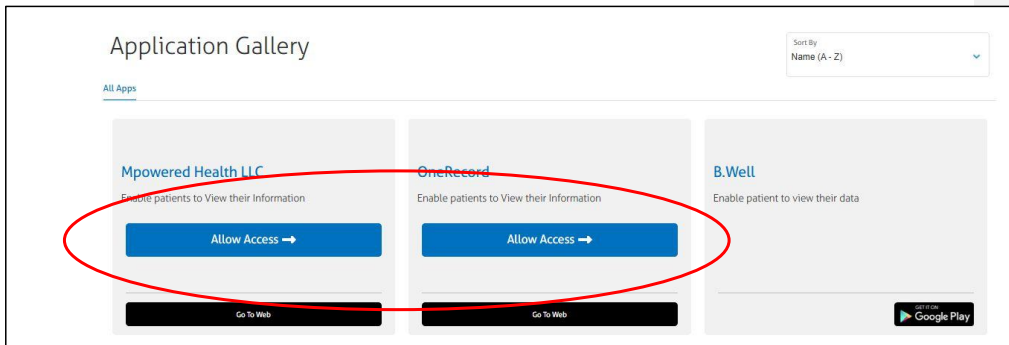 Application Gallery
Sort By
Name (A - Z)
All Apps
Mpowered Health LLC
Enable patients to View their Information
Allow Access →
Go To Web
OneRecord
Enable patients to View their Information
Allow Access →
Go To Web
B.Well
Enable patient to view their data
GET IT ON
Google Play